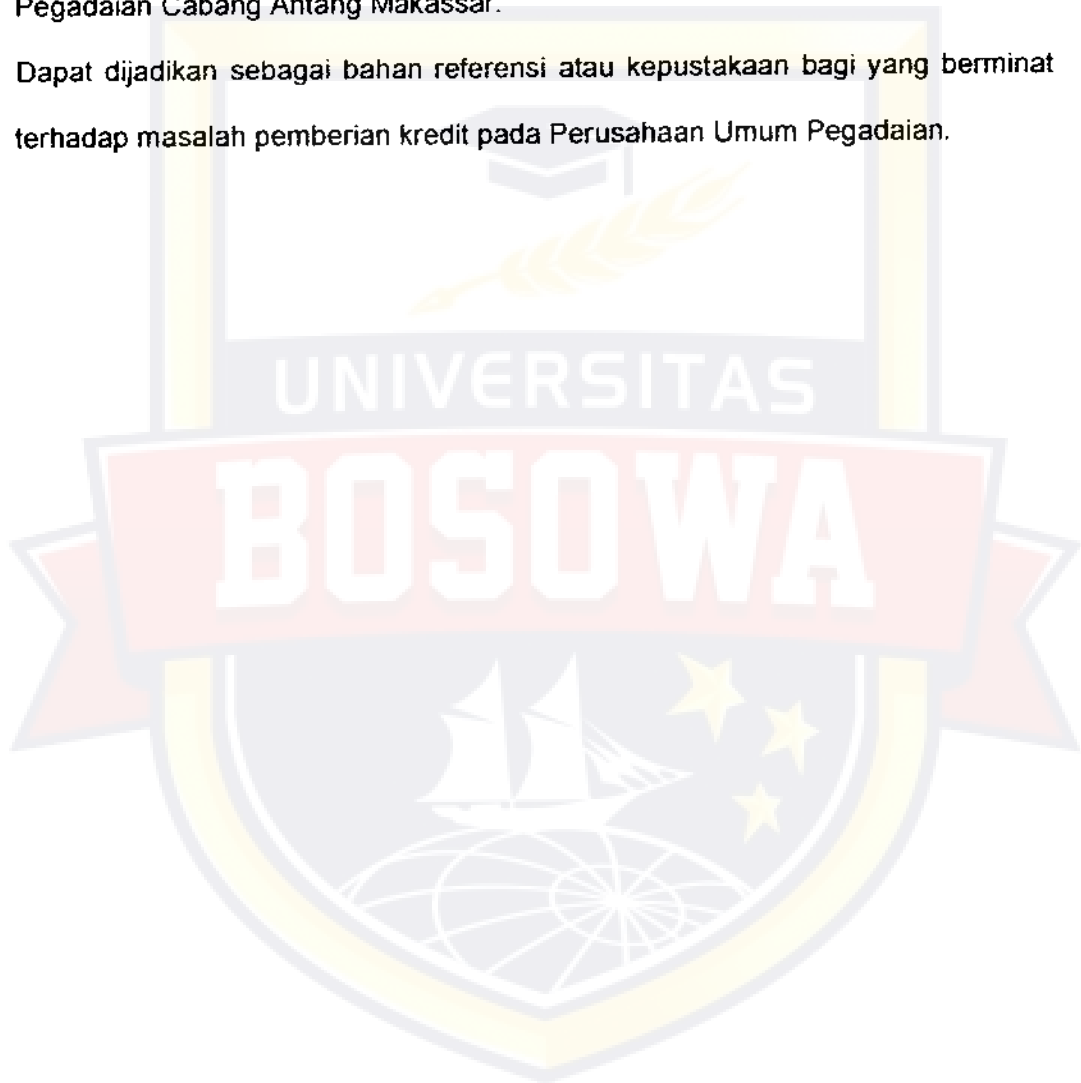 Pegadaian Cabang Antang Makassar.
Dapat dijadikan sebagai bahan referensi atau kepustakaan bagi yang berminat
terhadap masalah pemberian kredit pada Perusahaan Umum Pegadaian.
UNIVERSITAS
BOSOWA